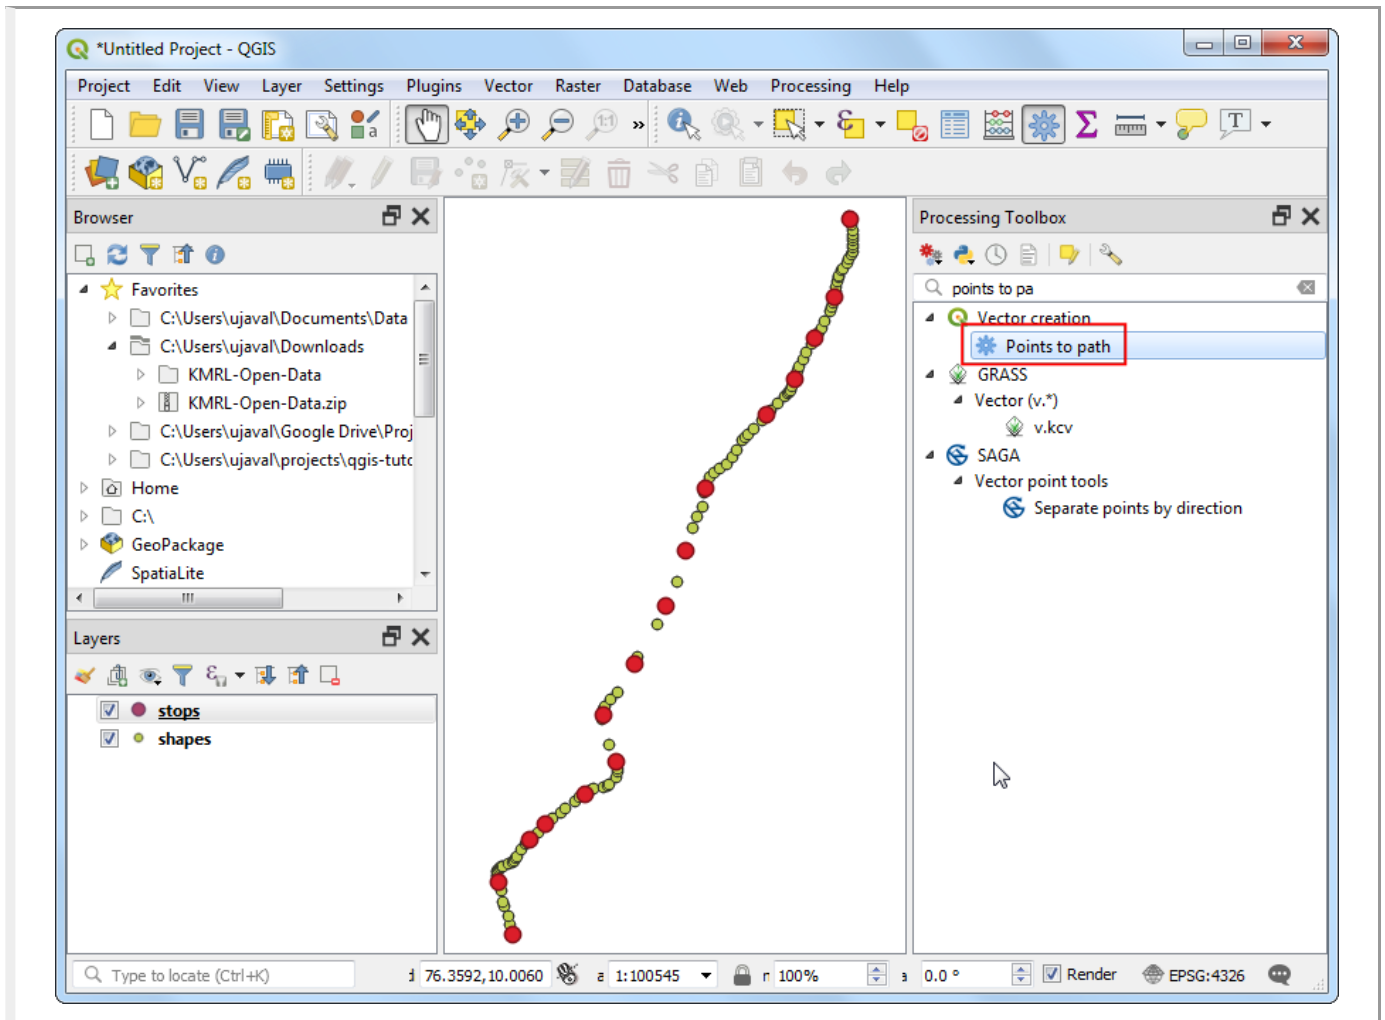 *Untitled Project - QGIS
Project Edit View Layer Settings Plugins Vector Raster Database Web Processing Help
Browser
Favorites
C:\Users\ujaval\Documents\Data
C:\Users\ujaval\Downloads
KMRL-Open-Data
KMRL-Open-Data.zip
C:\Users\ujaval\Google Drive\Proj
C:\Users\ujaval\projects\qgis-tutc
Home
C:\
GeoPackage
SpatiaLite
Layers
stops
shapes
Processing Toolbox
points to pa
Vector creation
Points to path
GRASS
Vector (v.*)
v.kcv
SAGA
Vector point tools
Separate points by direction
Type to locate (Ctrl+K) 76.3592,10.0060 1:100545 100% 0.0 ° Render EPSG:4326